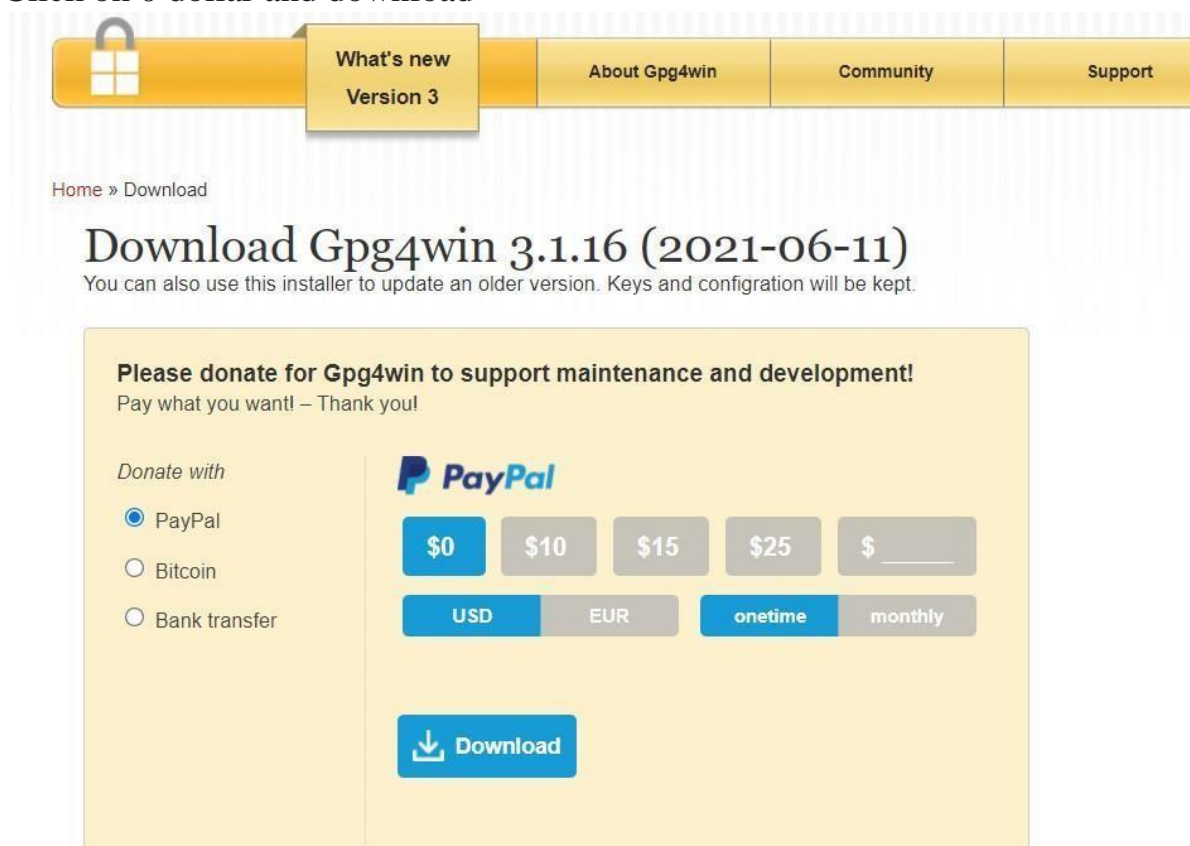 What's new
Version 3
About Gpg4win
Community
Support
Home » Download
Download Gpg4win 3.1.16 (2021-06-11)
You can also use this installer to update an older version. Keys and configration will be kept.
Please donate for Gpg4win to support maintenance and development!
Pay what you want! – Thank you!
Donate with
PayPal
PayPal
$0 $10 $15 $25 $
Bitcoin
USD EUR onetime monthly
Bank transfer
Download